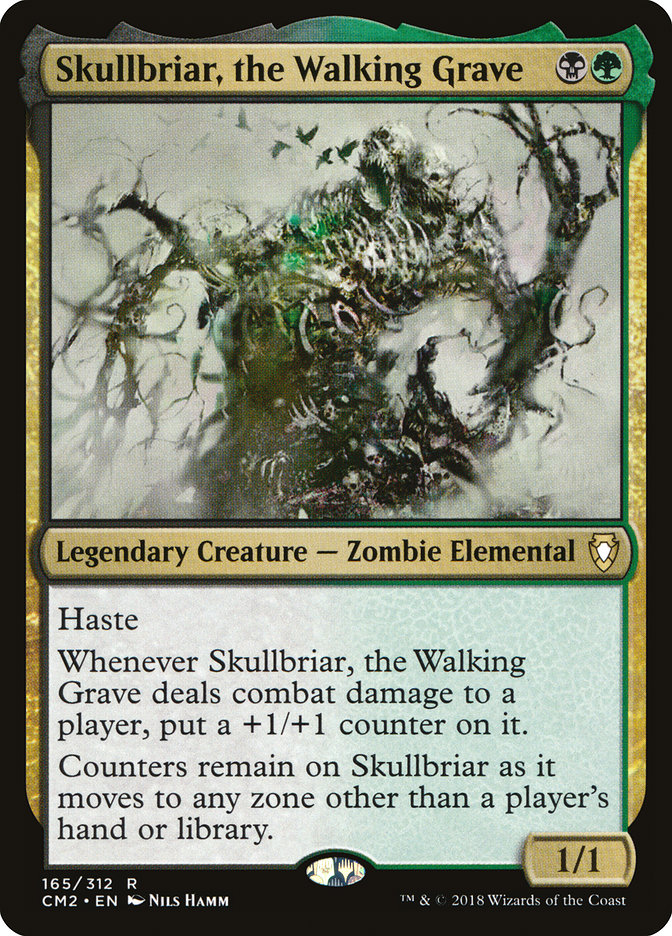 Skullbriar, the Walking Grave
Legendary Creature — Zombie Elemental
Haste
Whenever Skullbriar, the Walking
Grave deals combat damage to a
player, put a +1/+1 counter on it.
Counters remain on Skullbriar as it
moves to any zone other than a player's
hand or library.
1/1
165/312 R
CM2 • EN Nils Hamm
™ & © 2018 Wizards of the Coast